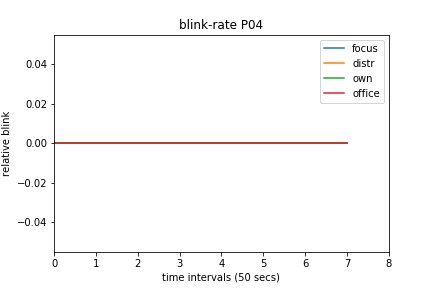 blink-rate P04
focus
distr
own
office
0.04
0.02
0.00
−0.02
−0.04
relative blink
0 1 2 3 4 5 6 7 8
time intervals (50 secs)